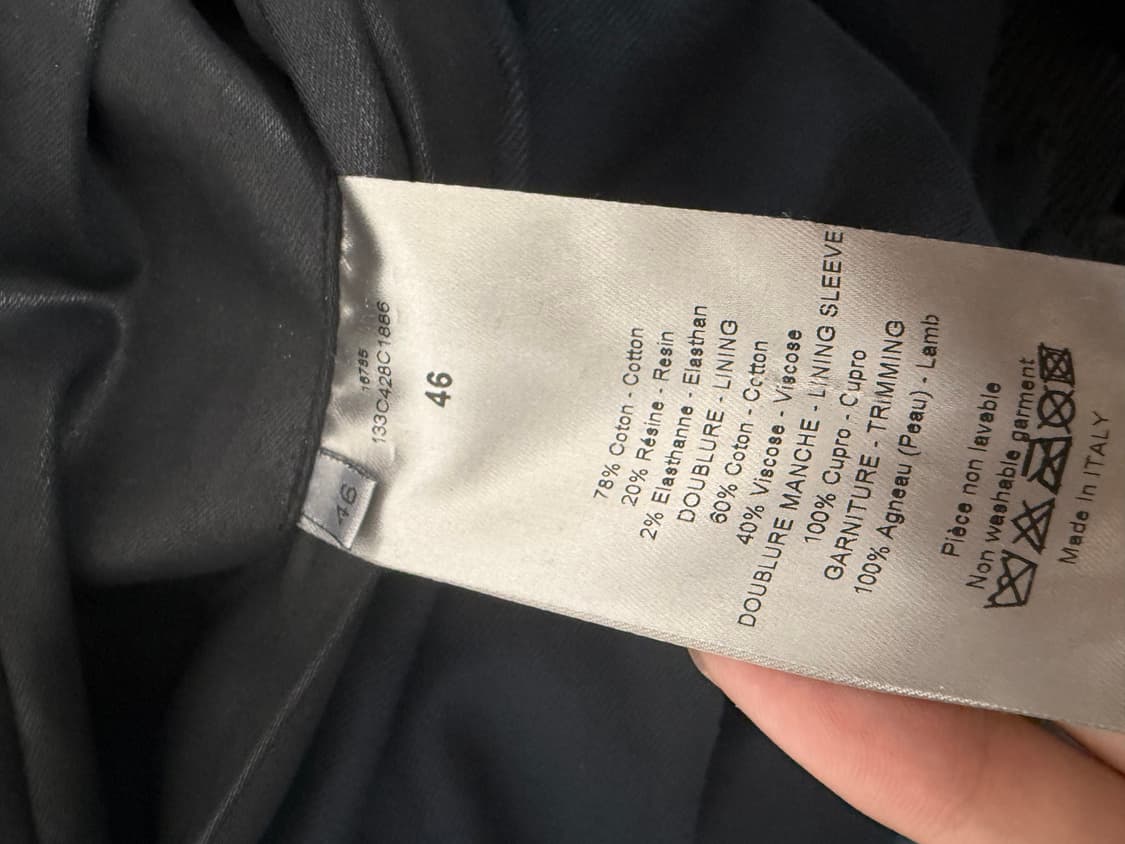 16795
133C428C1886
46
46
78% Coton - Cotton
20% Résine - Resin
2% Elasthanne - Elasthan
DOUBLURE - LINING
60% Coton - Cotton
40% Viscose - Viscose
DOUBLURE MANCHE - LINING SLEEVE
100% Cupro - Cupro
GARNITURE - TRIMMING
100% Agneau (Peau) - Lamb
Pièce non lavable
Non washable garment
Made In ITALY